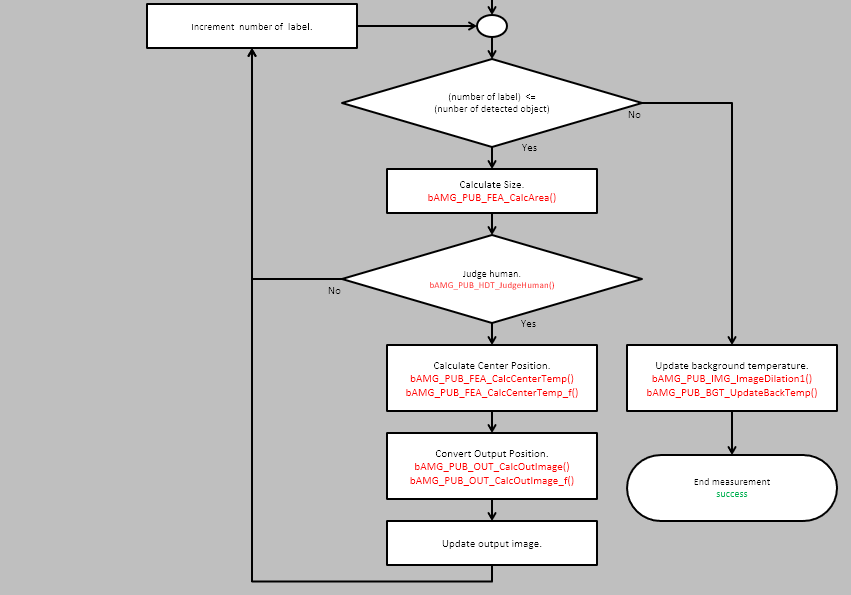 Increment number of label.
(number of label) <=
(nunber of detected object)
No
Yes
Calculate Size.
bAMG_PUB_FEA_CalcArea()
Judge human.
bAMG_PUB_HDT_JudgeHuman()
No
Yes
Calculate Center Position.
bAMG_PUB_FEA_CalcCenterTemp()
bAMG_PUB_FEA_CalcCenterTemp_f()
Update background temperature.
bAMG_PUB_IMG_ImageDilation1()
bAMG_PUB_BGT_UpdateBackTemp()
Convert Output Position.
bAMG_PUB_OUT_CalcOutImage()
bAMG_PUB_OUT_CalcOutImage_f()
End measurement
success
Update output image.